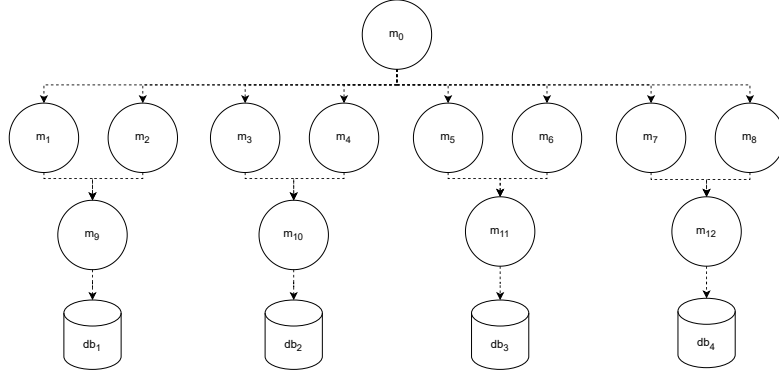 m₀
m₁ m₂ m₃ m₄ m₅ m₆ m₇ m₈
m₉ m₁₀ m₁₁ m₁₂
db₁ db₂ db₃ db₄